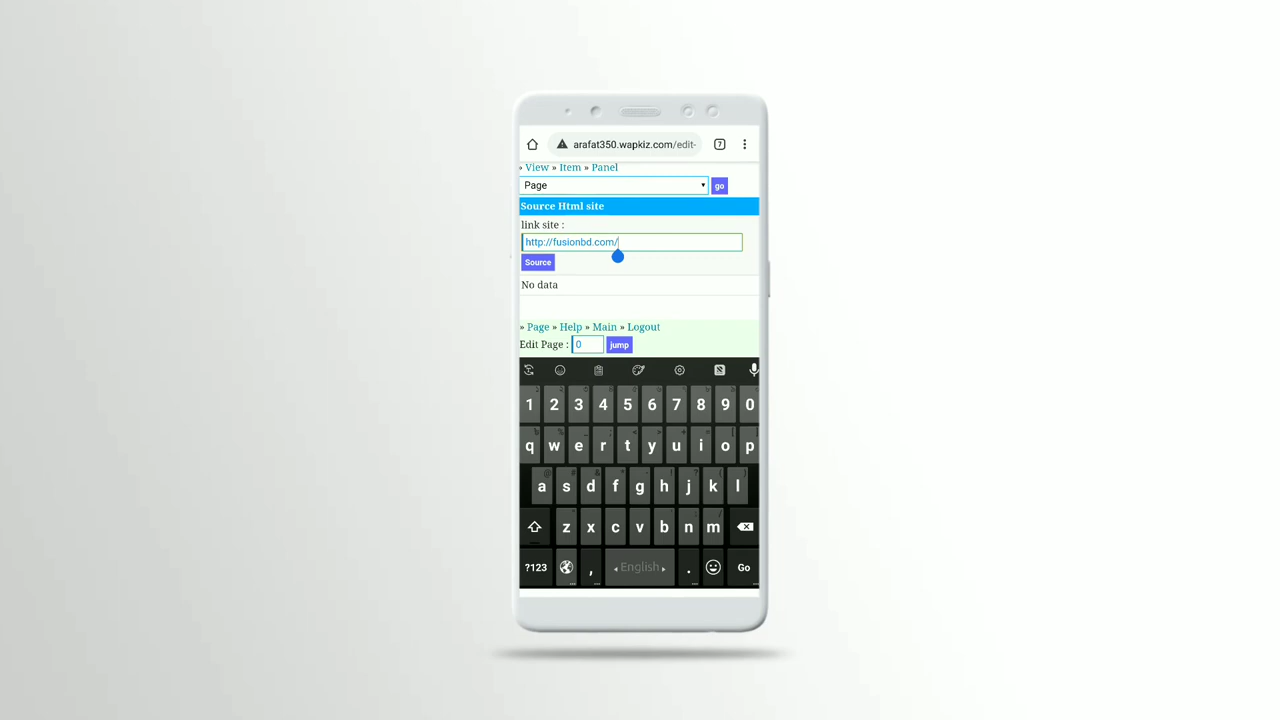 arafat350.wapkiz.com/edit-
7
» View » Item » Panel
Page
go
Source Html site
link site :
http://fusionbd.com/
Source
No data
» Page » Help » Main » Logout
Edit Page : 0 jump
1 2 3 4 5 6 7 8 9 0
q w e r t y u i o p
a s d f g h j k l
z x c v b n m
?123 , English . Go